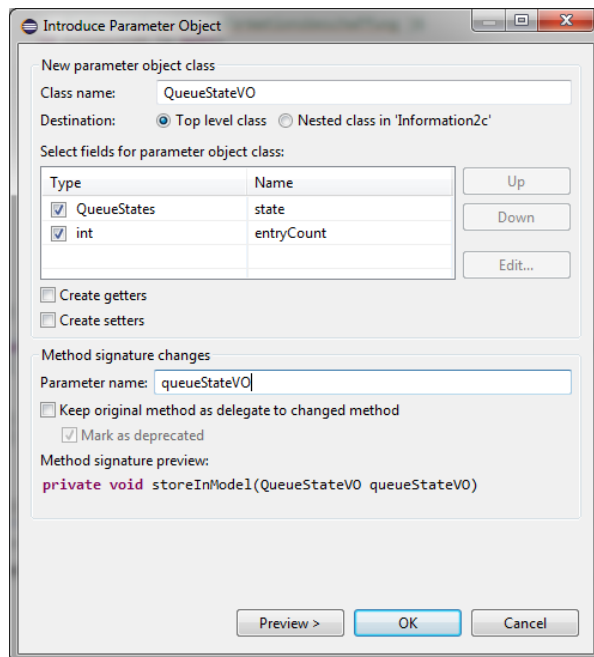 Introduce Parameter Object
New parameter object class
Class name: QueueStateVO
Destination: Top level class Nested class in 'Information2c'
Select fields for parameter object class:
Type Name
QueueStates state
int entryCount
Up
Down
Edit...
Create getters
Create setters
Method signature changes
Parameter name: queueStateVO
Keep original method as delegate to changed method
Mark as deprecated
Method signature preview:
private void storeInModel(QueueStateVO queueStateVO)
Preview > OK Cancel